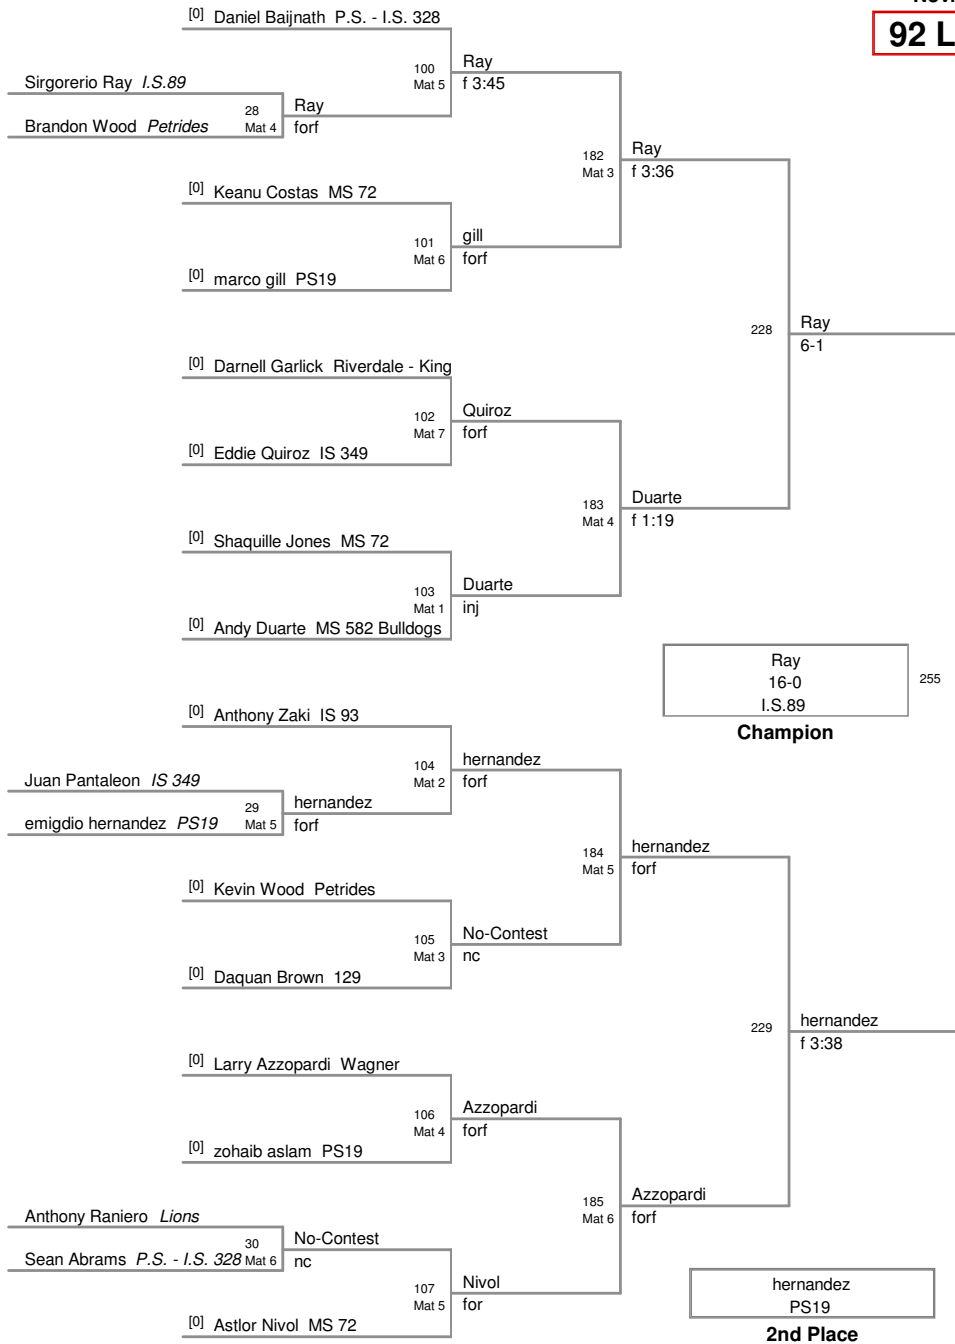 [0] Daniel Baijnath P.S. - I.S. 328
92 L
100
Mat 5
Ray
f 3:45
Sirgorerio Ray I.S.89
28
Mat 4
Ray
forf
Brandon Wood Petrides
182
Mat 3
Ray
f 3:36
[0] Keanu Costas MS 72
101
Mat 6
gill
forf
[0] marco gill PS19
228
Ray
6-1
[0] Darnell Garlick Riverdale - King
102
Mat 7
Quiroz
forf
[0] Eddie Quiroz IS 349
183
Mat 4
Duarte
f 1:19
[0] Shaquille Jones MS 72
103
Mat 1
Duarte
inj
[0] Andy Duarte MS 582 Bulldogs
Ray
16-0
I.S.89
255
Champion
[0] Anthony Zaki IS 93
104
Mat 2
hernandez
forf
Juan Pantaleon IS 349
29
Mat 5
hernandez
forf
emigdio hernandez PS19
184
Mat 5
hernandez
forf
[0] Kevin Wood Petrides
105
Mat 3
No-Contest
nc
[0] Daquan Brown 129
229
hernandez
f 3:38
[0] Larry Azzopardi Wagner
106
Mat 4
Azzopardi
forf
[0] zohaib aslam PS19
185
Mat 6
Azzopardi
forf
Anthony Raniero Lions
30
Mat 6
No-Contest
nc
Sean Abrams P.S. - I.S. 328
107
Mat 5
Nivol
for
[0] Astlor Nivol MS 72
hernandez
PS19
2nd Place